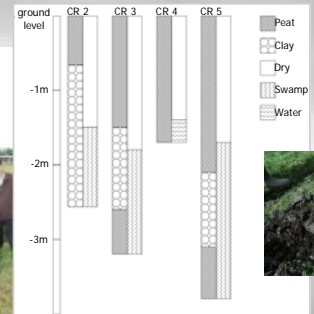 ground level
CR 2
CR 3
CR 4
CR 5
-1m
-2m
-3m
Peat
Clay
Dry
Swamp
Water